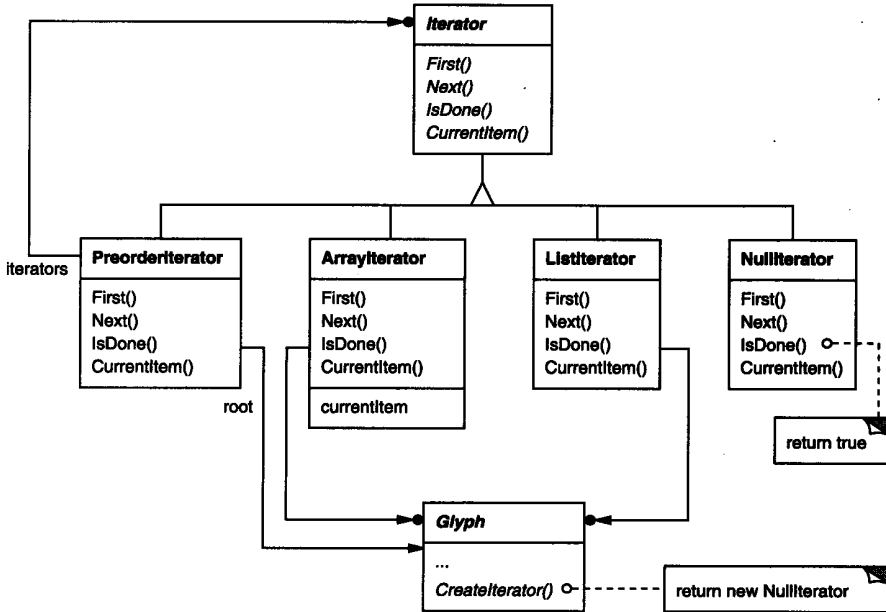 Iterator
First()
Next()
IsDone()
CurrentItem()
iterators
PreorderIterator
First()
Next()
IsDone()
CurrentItem()
root
ArrayIterator
First()
Next()
IsDone()
CurrentItem()
currentItem
ListIterator
First()
Next()
IsDone()
CurrentItem()
NullIterator
First()
Next()
IsDone()
CurrentItem()
return true
Glyph
...
CreateIterator()
return new NullIterator